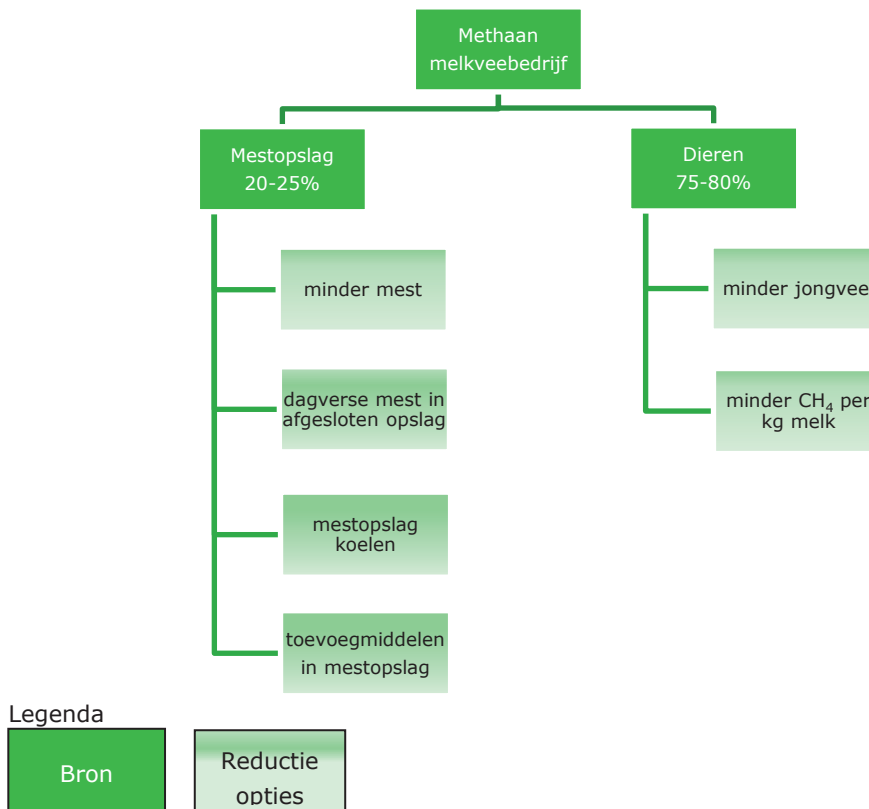 Methaan
melkveebedrijf
Mestopslag
20-25%
Dieren
75-80%
minder mest
minder jongvee
dagverse mest in
afgesloten opslag
minder CH₄ per
kg melk
mestopslag
koelen
toevoegmiddelen
in mestopslag
Legenda
Bron
Reductie
opties